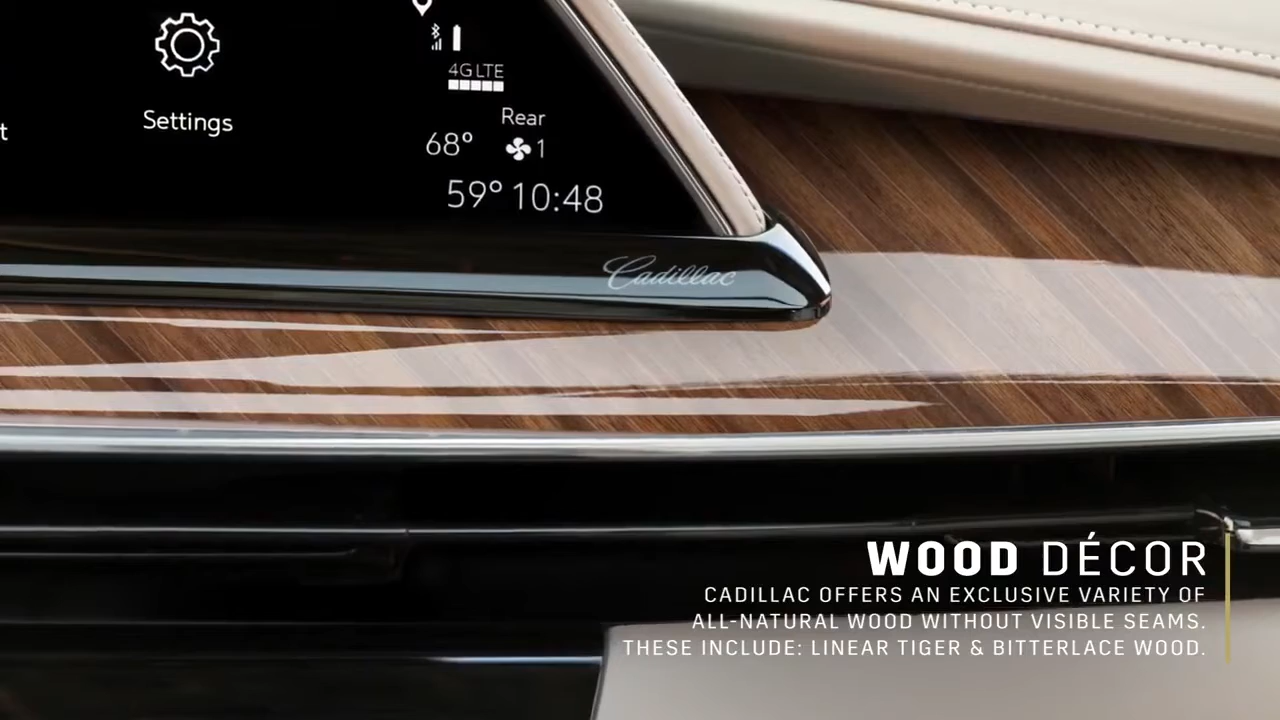 4G LTE
Settings
Rear
68° 1
59° 10:48
Cadillac
WOOD DÉCOR
CADILLAC OFFERS AN EXCLUSIVE VARIETY OF
ALL-NATURAL WOOD WITHOUT VISIBLE SEAMS.
THESE INCLUDE: LINEAR TIGER & BITTERLACE WOOD.